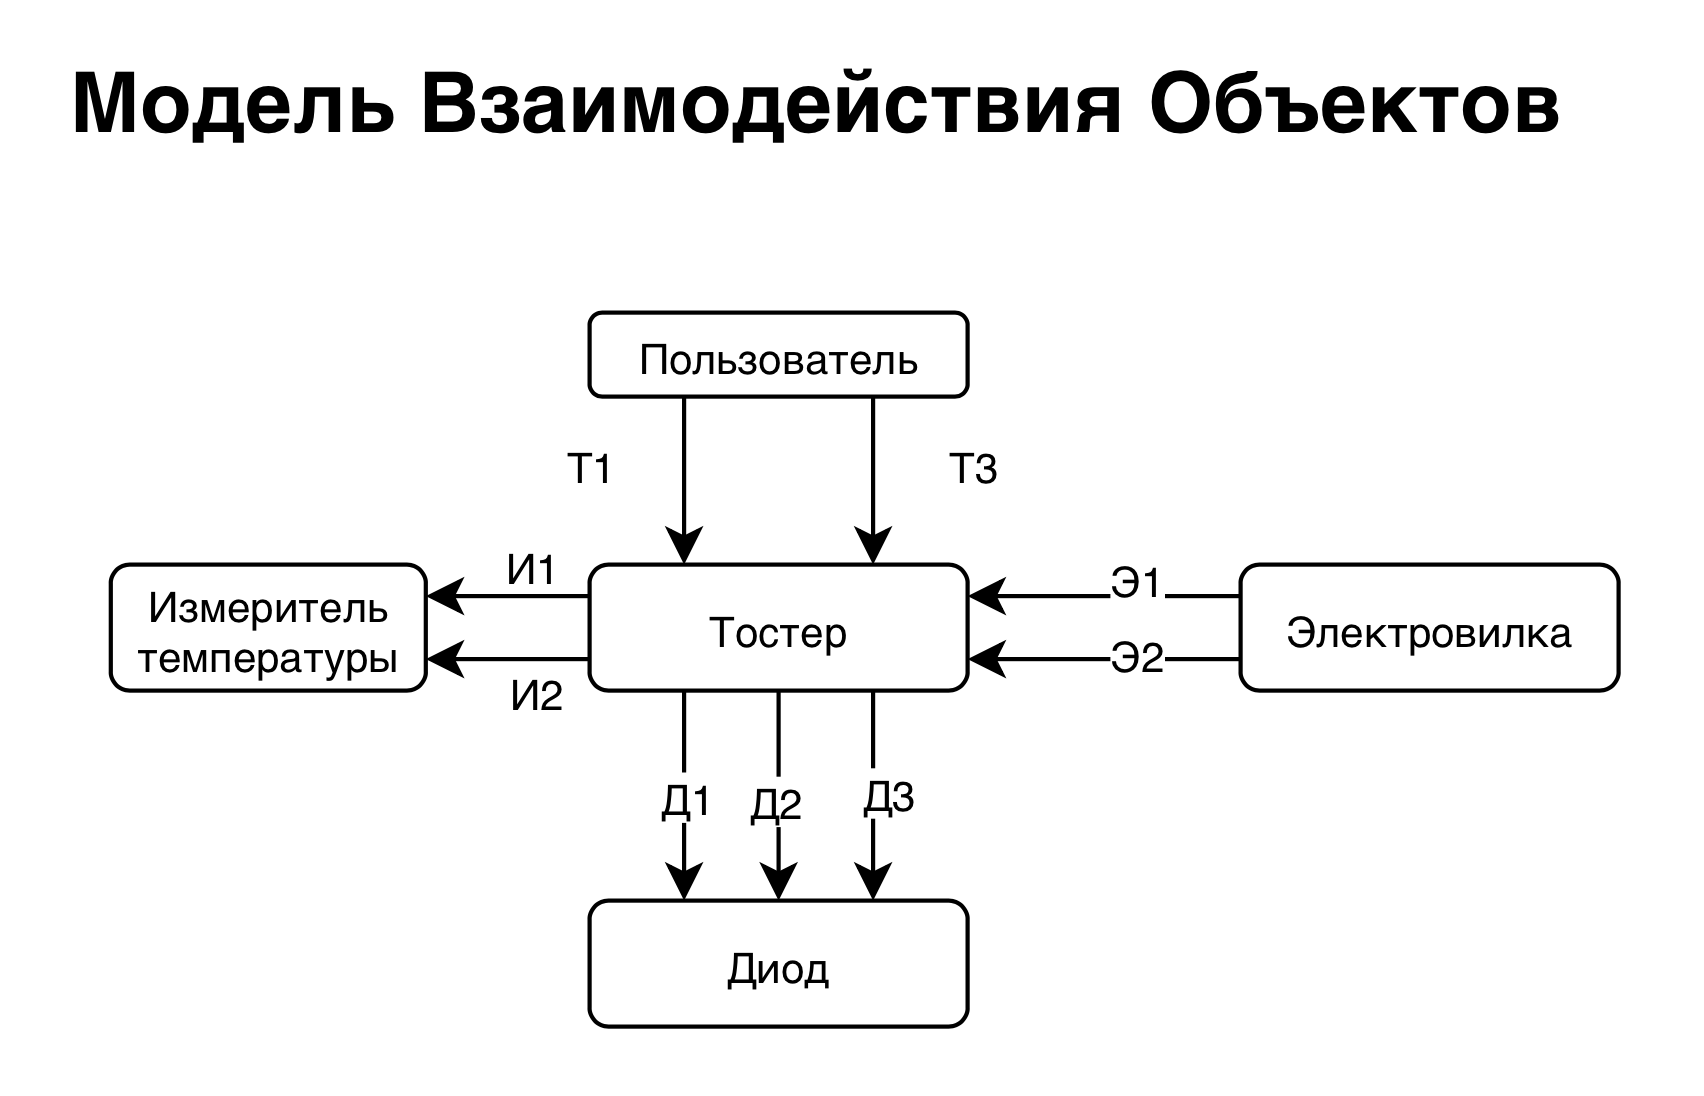 Модель Взаимодействия Объектов
Пользователь
Т1
Т3
И1
Э1
Измеритель
температуры
Тостер
Электровилка
Э2
И2
Д1
Д2
Д3
Диод